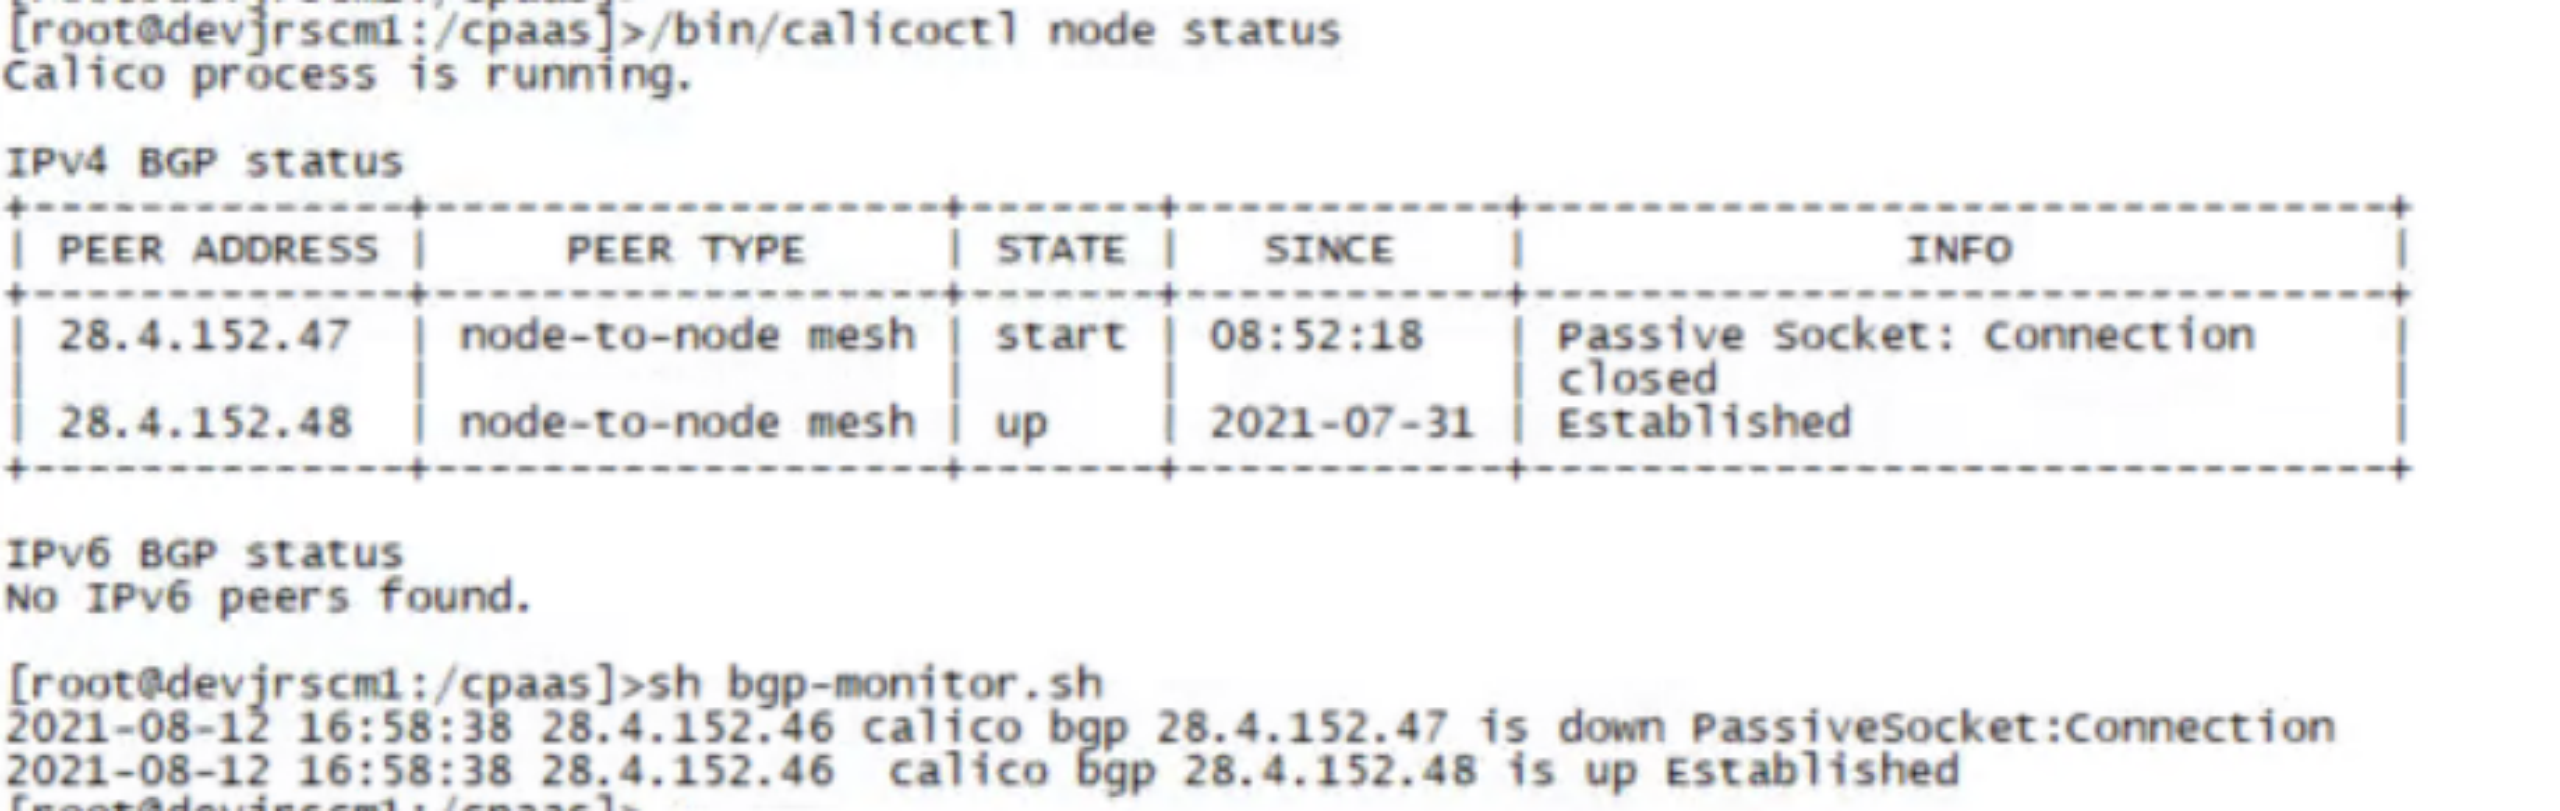 [root@devjrscm1:/cpaas]>/bin/calicoctl node status
Calico process is running.
IPv4 BGP status
+---------------+-------------------+-------+------------+--------------------------------+
| PEER ADDRESS | PEER TYPE | STATE | SINCE | INFO |
+---------------+-------------------+-------+------------+--------------------------------+
| 28.4.152.47 | node-to-node mesh | start | 08:52:18 | Passive Socket: Connection |
| | | | | closed |
| 28.4.152.48 | node-to-node mesh | up | 2021-07-31 | Established |
+---------------+-------------------+-------+------------+--------------------------------+
IPv6 BGP status
No IPv6 peers found.
[root@devjrscm1:/cpaas]>sh bgp-monitor.sh
2021-08-12 16:58:38 28.4.152.46 calico bgp 28.4.152.47 is down PassiveSocket:Connection
2021-08-12 16:58:38 28.4.152.46  calico bgp 28.4.152.48 is up Established
[root@devjrscm1:/cpaas]>